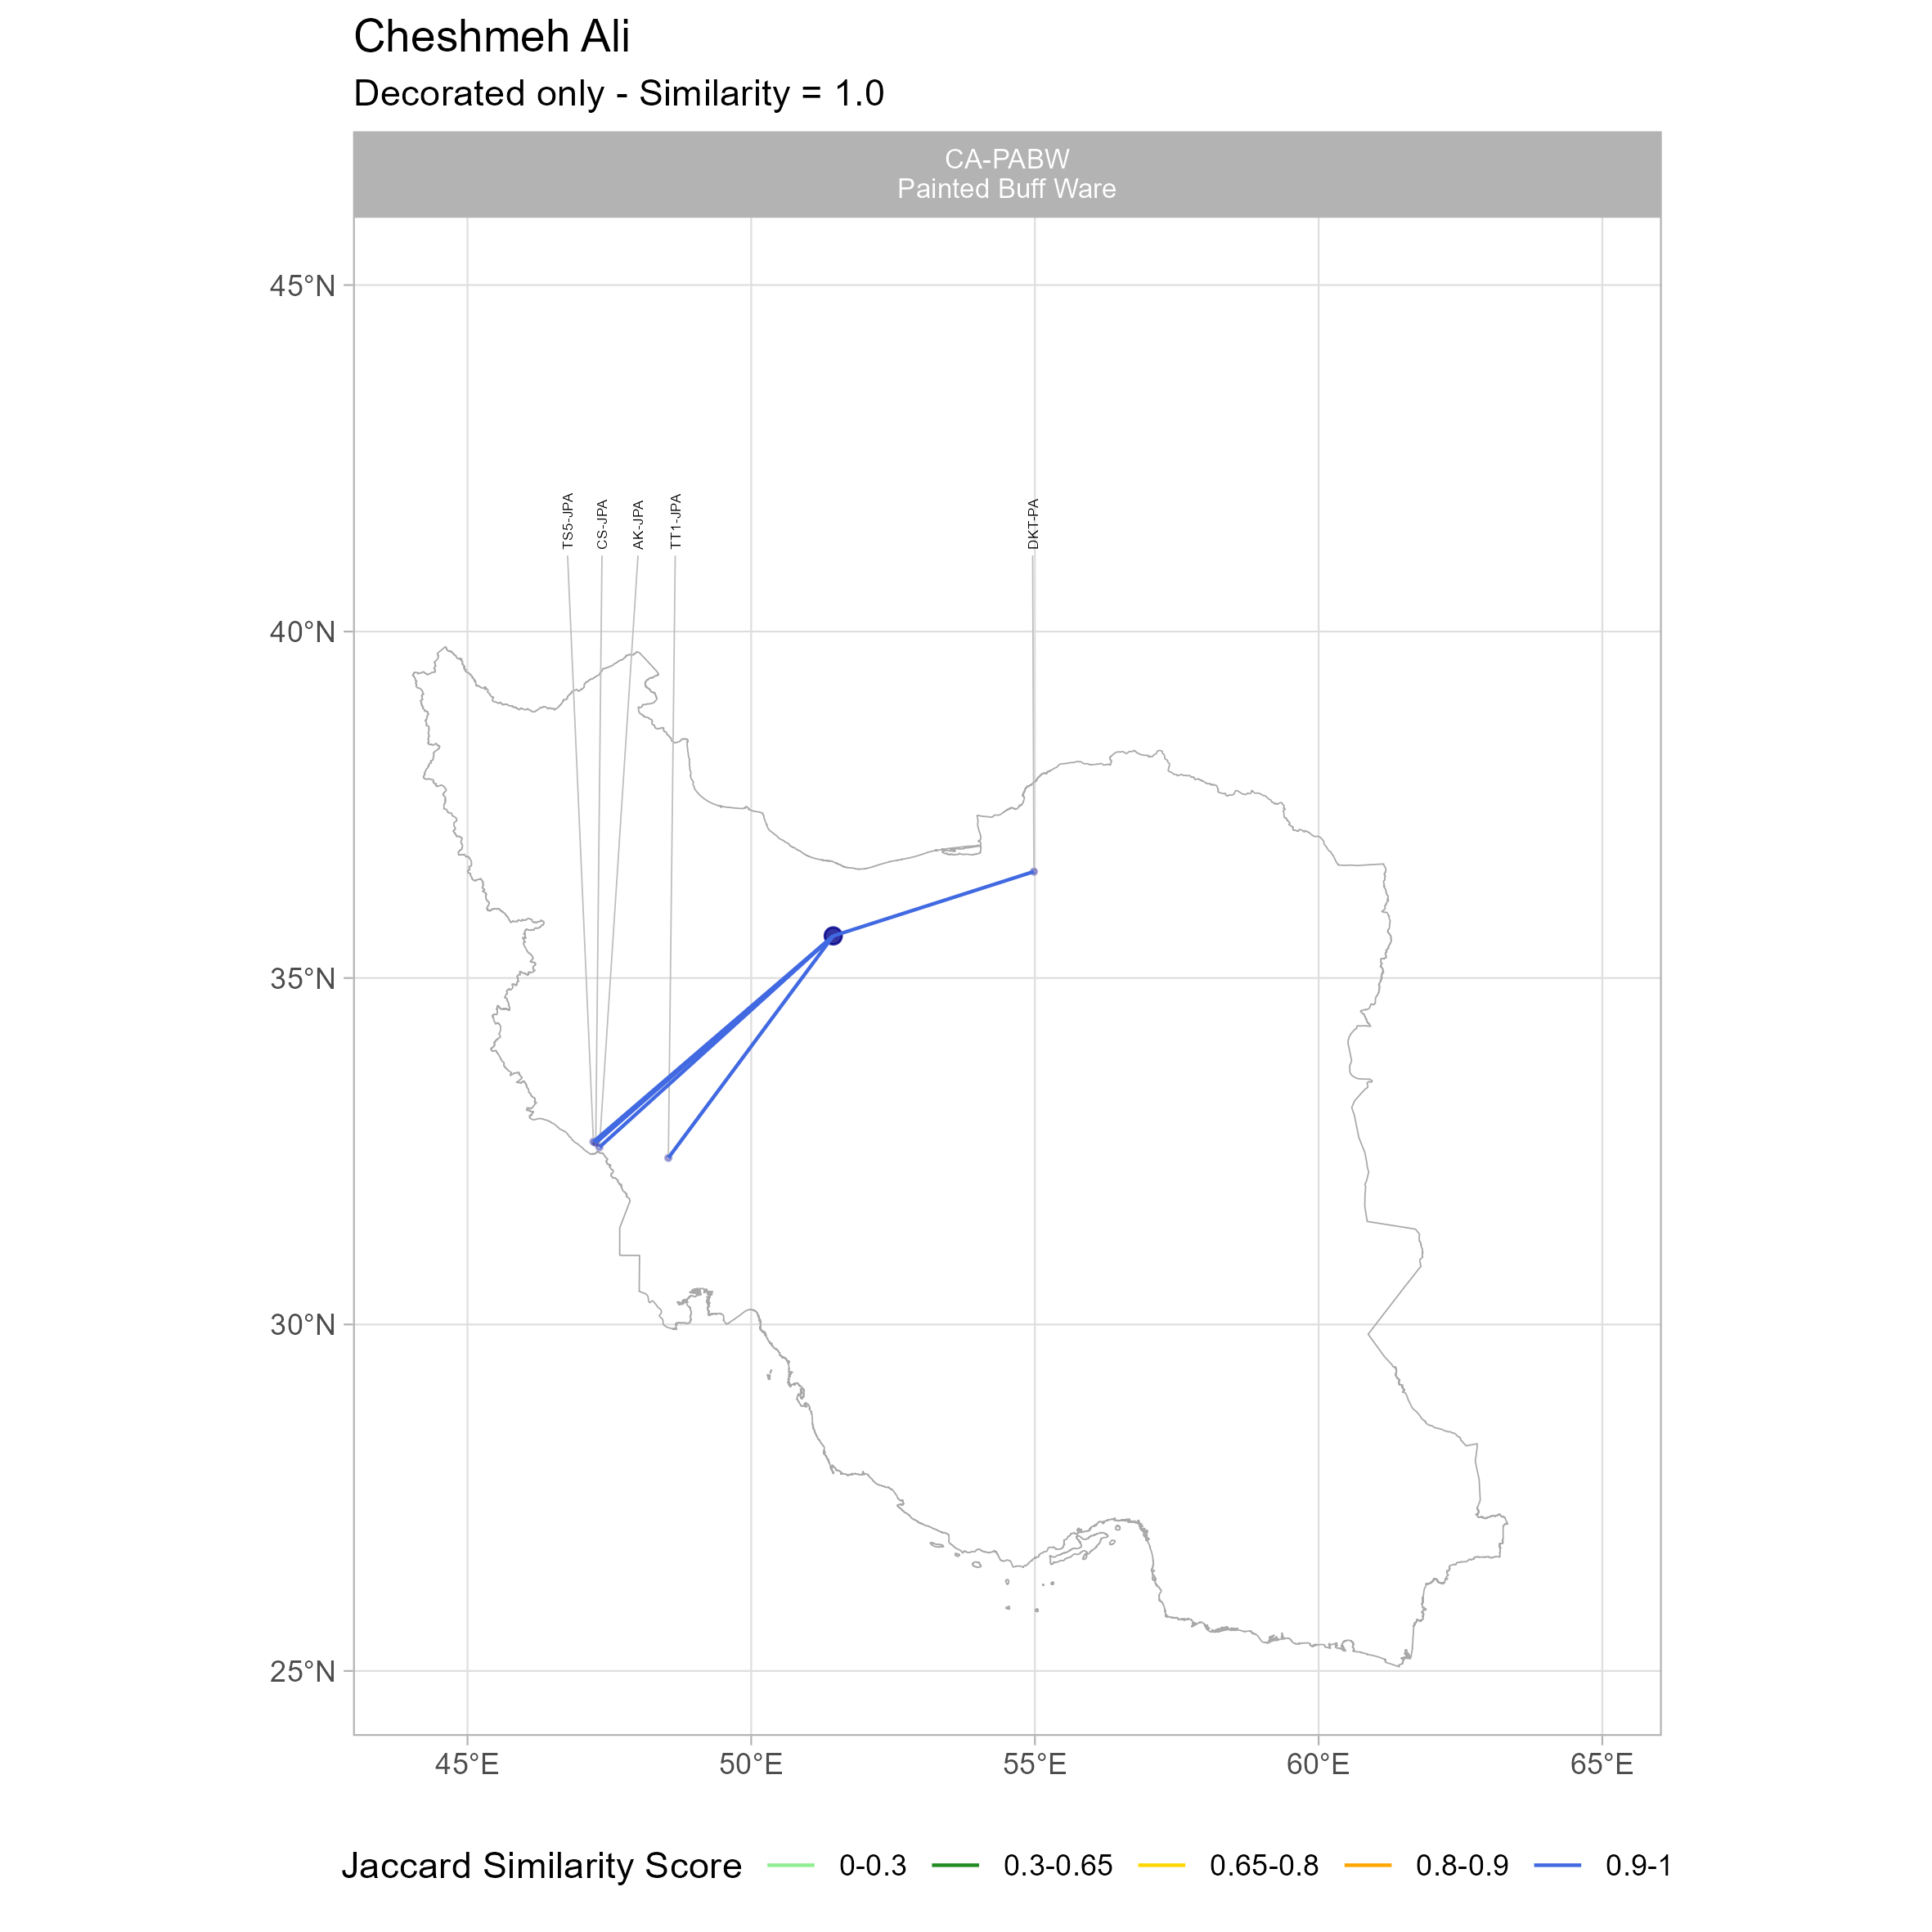 Cheshmeh Ali
Decorated only - Similarity = 1.0
CA-PABW
Painted Buff Ware
45°N
40°N
35°N
30°N
25°N
TS5-JPA
CS-JPA
AK-JPA
TT1-JPA
DKT-PA
45°E 50°E 55°E 60°E 65°E
Jaccard Similarity Score 0-0.3 0.3-0.65 0.65-0.8 0.8-0.9 0.9-1